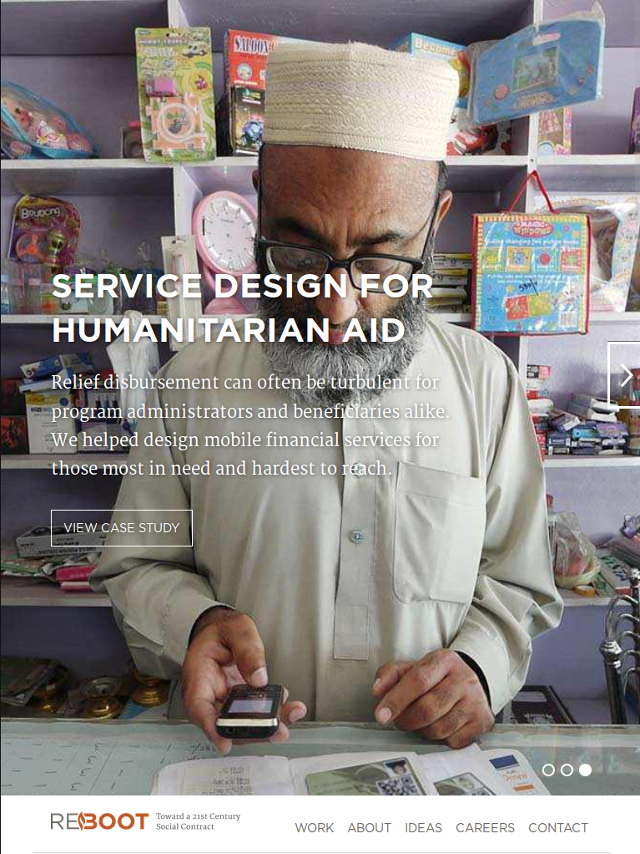 SERVICE DESIGN FOR
HUMANITARIAN AID
Relief disbursement can often be turbulent for
program administrators and beneficiaries alike.
We helped design mobile financial services for
those most in need and hardest to reach.
VIEW CASE STUDY
REBOOT
Toward a 21st Century
Social Contract
WORK ABOUT IDEAS CAREERS CONTACT